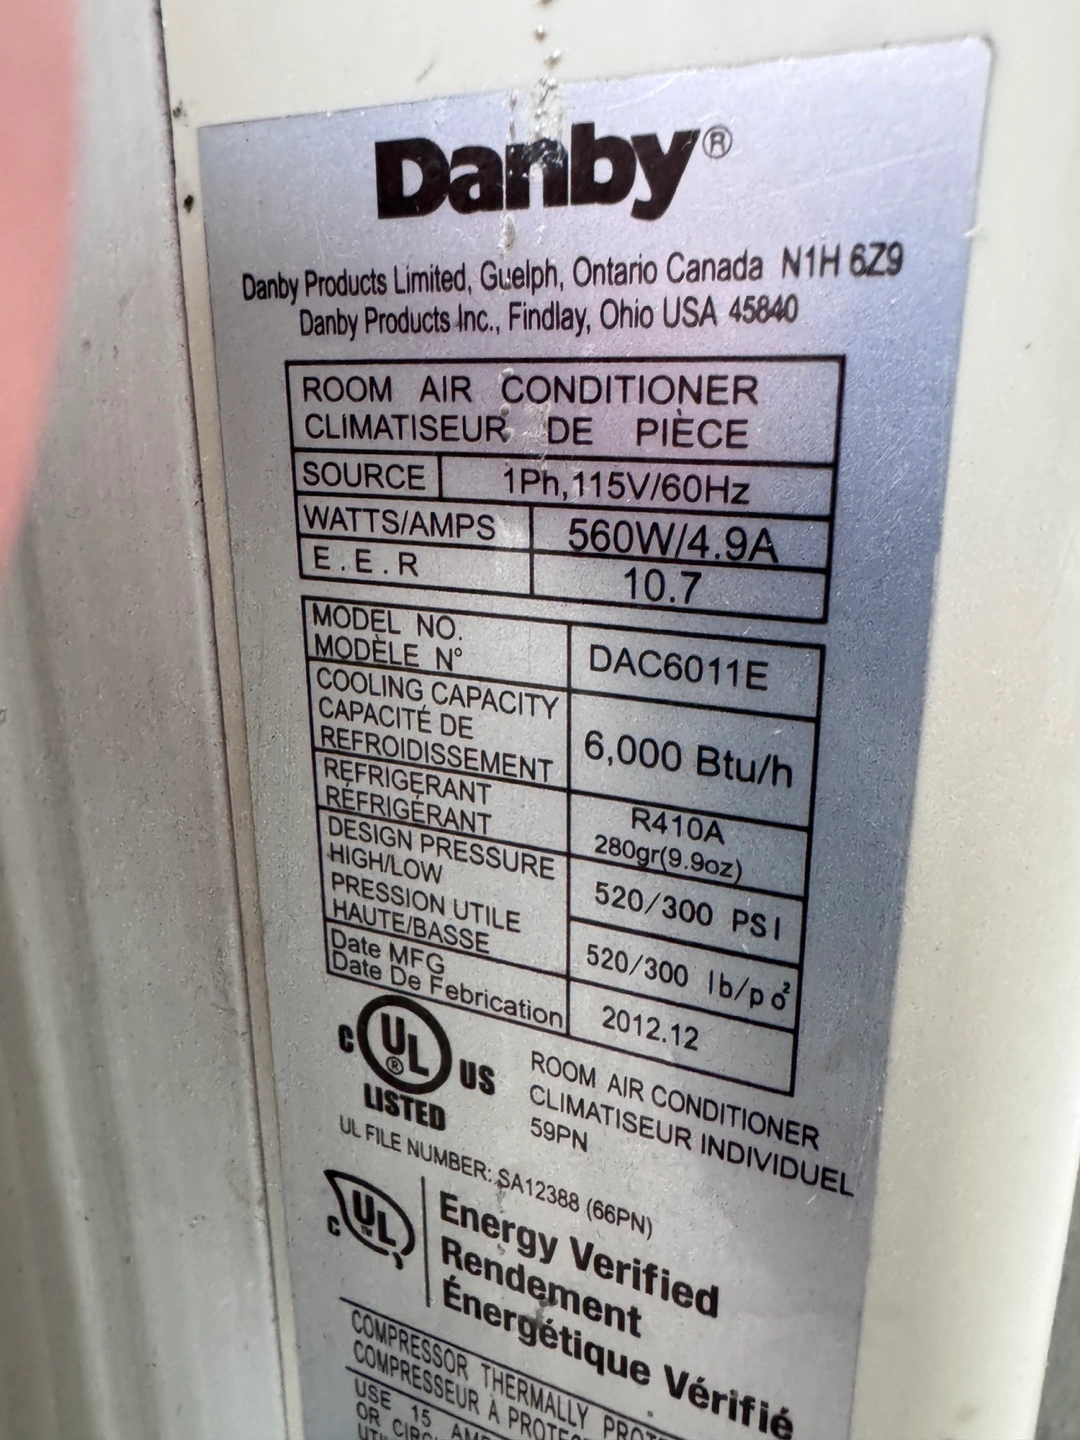 Danby®
Danby Products Limited, Guelph, Ontario Canada N1H 6Z9
Danby Products Inc., Findlay, Ohio USA 45840
ROOM AIR CONDITIONER
CLIMATISEUR DE PIÈCE
SOURCE 1Ph,115V/60Hz
WATTS/AMPS 560W/4.9A
E.E.R 10.7
MODEL NO.
MODÈLE N° DAC6011E
COOLING CAPACITY
CAPACITÉ DE
REFROIDISSEMENT 6,000 Btu/h
REFRIGERANT R410A
RÉFRIGÉRANT 280gr(9.9oz)
DESIGN PRESSURE
HIGH/LOW 520/300 PSI
PRESSION UTILE
HAUTE/BASSE 520/300 lb/po²
Date MFG
Date De Febrication 2012.12
C UL® US
LISTED
ROOM AIR CONDITIONER
CLIMATISEUR INDIVIDUEL
59PN
UL FILE NUMBER: SA12388 (66PN)
C UL™
Energy Verified
Rendement
Énergétique Vérifié
COMPRESSOR THERMALLY
COMPRESSEUR À
USE 15
OR